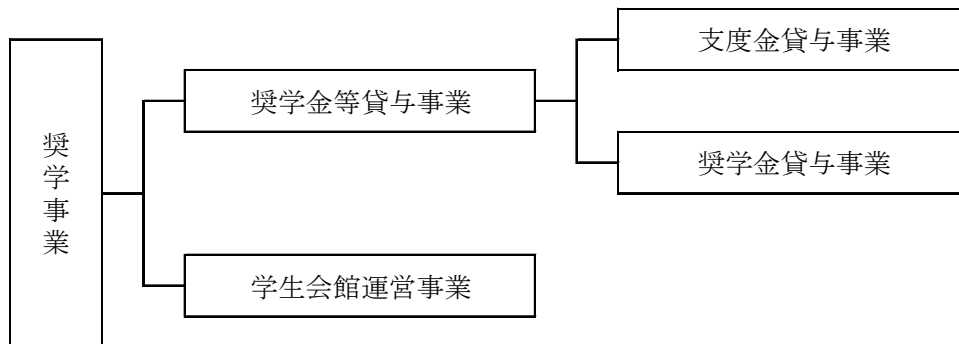 奨学事業
奨学金等貸与事業
支度金貸与事業
奨学金貸与事業
学生会館運営事業